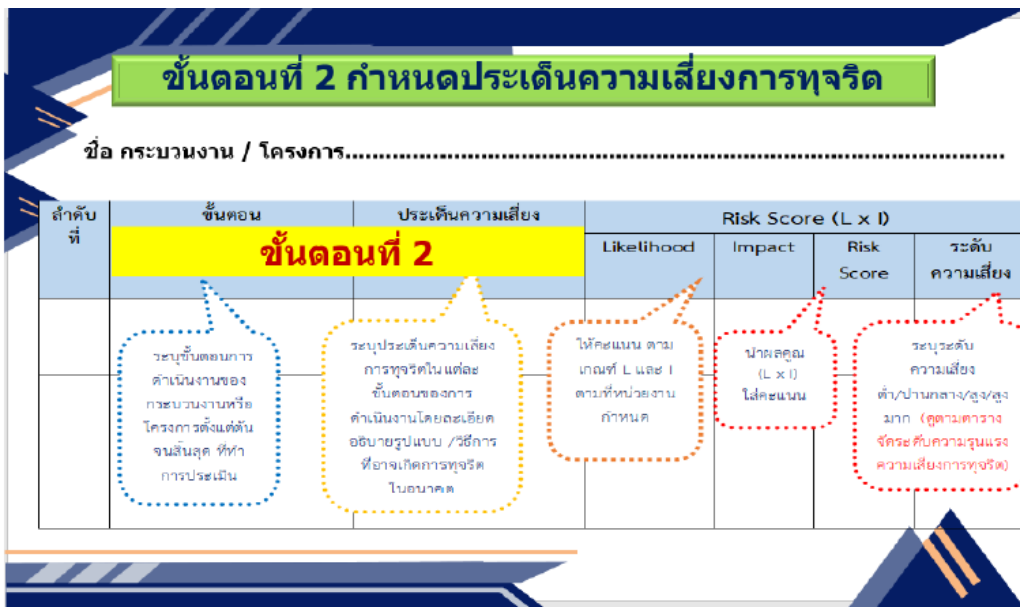 ขั้นตอนที่ 2 กำหนดประเด็นความเสี่ยงการทุจริต
ชื่อ กระบวนงาน / โครงการ....................................................................................................
ลำดับ
ที่
ขั้นตอน
ประเด็นความเสี่ยง
Risk Score (L x I)
ขั้นตอนที่ 2
Likelihood
Impact
Risk
Score
ระดับ
ความเสี่ยง
ระบุขั้นตอนการ
ดำเนินงานของ
กระบวนงานหรือ
โครงการตั้งแต่ต้น
จนสิ้นสุด ที่ทำ
การประเมิน
ระบุประเด็นความเสี่ยง
การทุจริตในแต่ละ
ขั้นตอนของการ
ดำเนินงานโดยละเอียด
อธิบายรูปแบบ /วิธีการ
ที่อาจเกิดการทุจริต
ในอนาคต
ให้คะแนน ตาม
เกณฑ์ L และ I
ตามที่หน่วยงาน
กำหนด
นำผลคูณ
(L x I)
ใส่คะแนน
ระบุระดับ
ความเสี่ยง
ต่ำ/ปานกลาง/สูง/สูง
มาก (ดูตามตาราง
จัดระดับความรุนแรง
ความเสี่ยงการทุจริต)